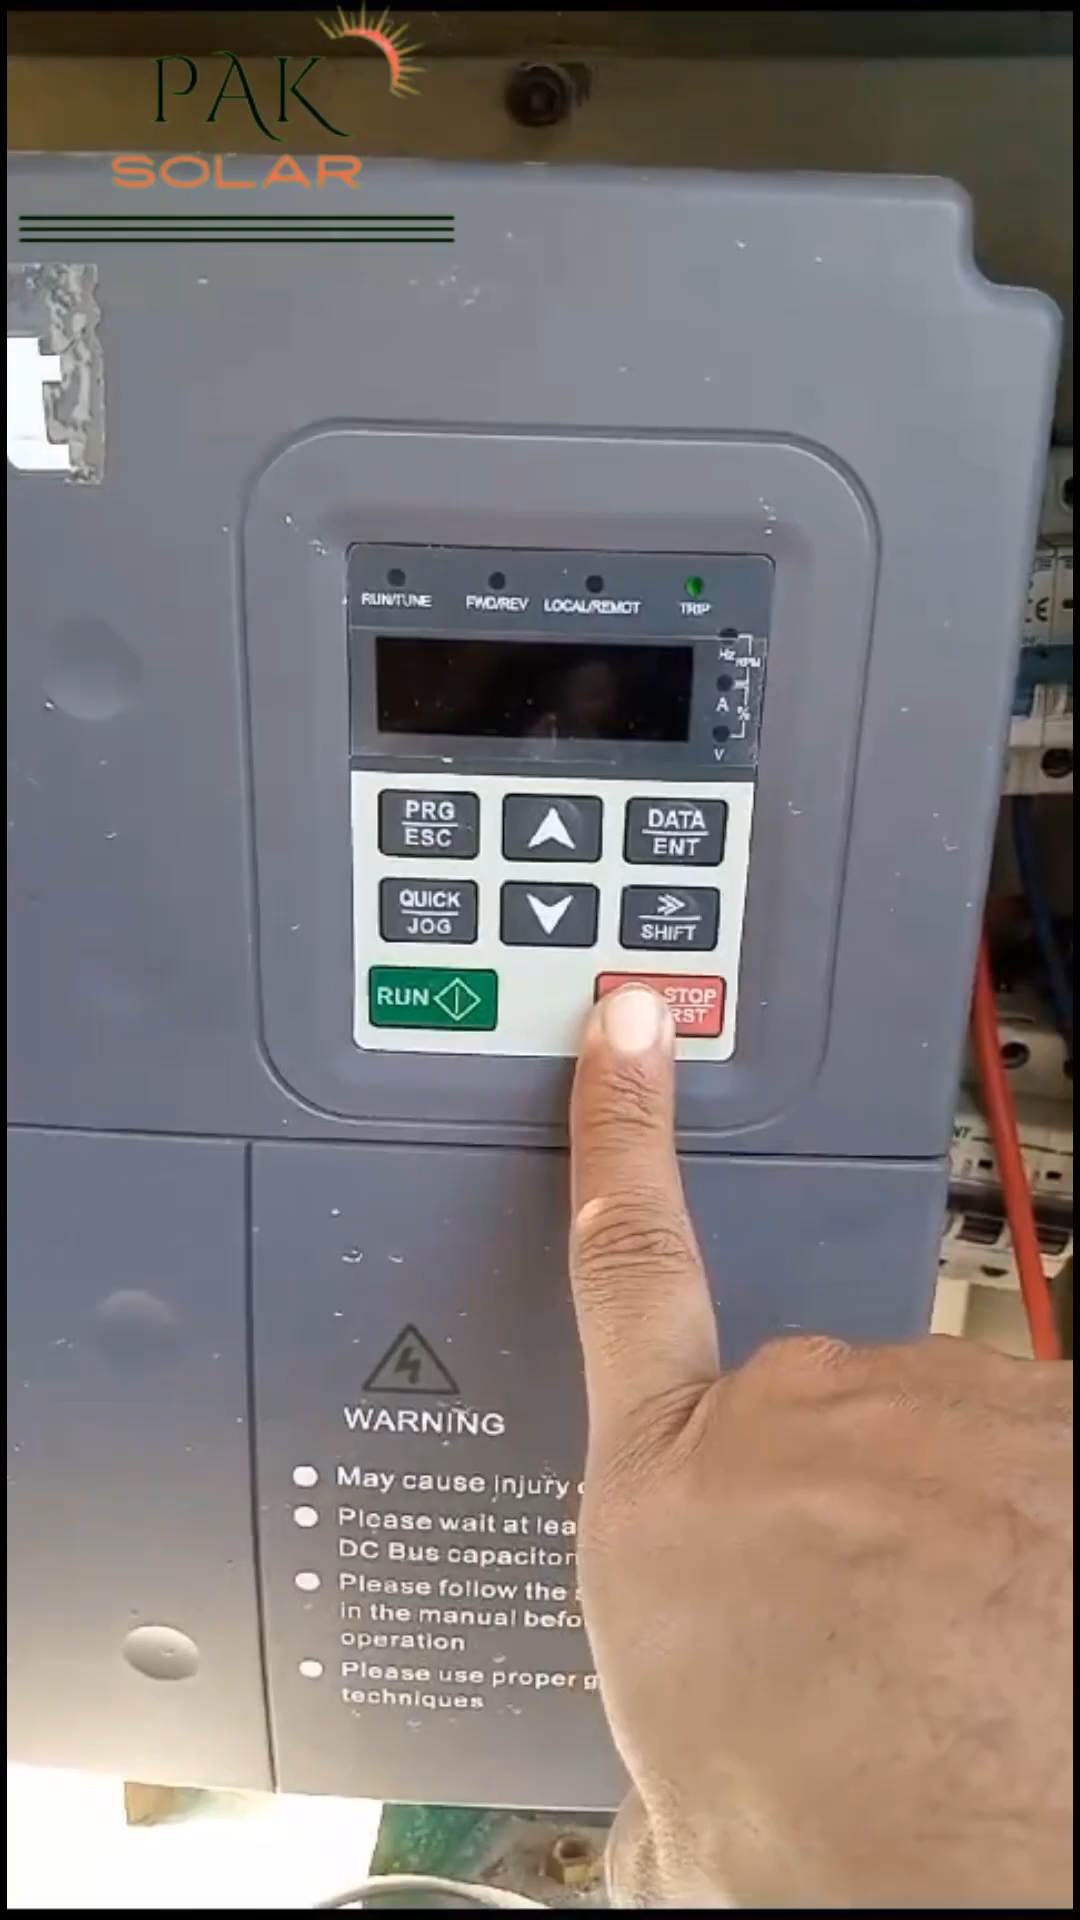 PAK
SOLAR
t
RUN/TUNE FWD/REV LOCAL/REMOT TRIP
Hz
RPM
A
%
V
PRG
ESC
DATA
ENT
QUICK
JOG
SHIFT
RUN
STOP
RST
CE
WARNING
May cause injury
Please wait at lea
DC Bus capacitor
Please follow the
in the manual befo
operation
Please use proper g
techniques